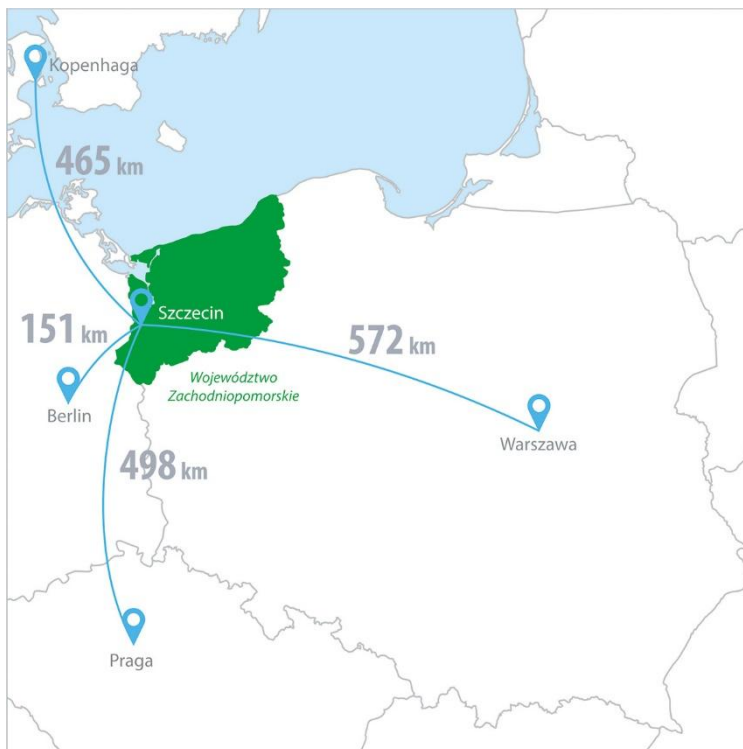 Kopenhaga
465 km
Szczecin
151 km
572 km
Województwo
Zachodniopomorskie
Berlin
Warszawa
498 km
Praga